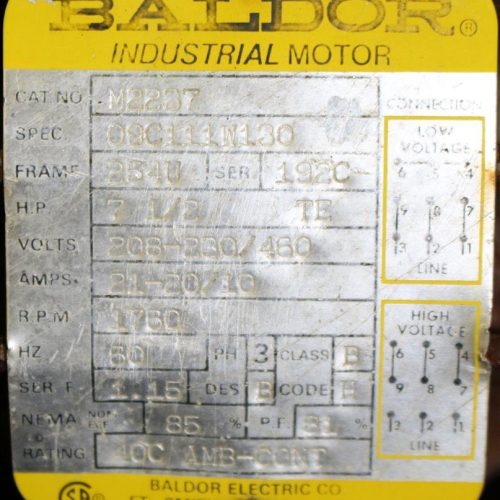 BALDOR ®
INDUSTRIAL MOTOR
CAT. NO. M2237
SPEC. 09C111W130
FRAME 254U SER. 192C-
H.P. 7 1/2 TE
VOLTS 208-230/460
AMPS. 21-20/10
R.P.M. 1760
HZ 60 PH 3 CLASS B
SER. F. 1.15 DES B CODE H
NEMA NOM EFF. 85 % P.F. 81 %
RATING 40C AMB-CONT
CONNECTION
LOW
VOLTAGE
6 5 4
9 8 7
3 2 1
LINE
HIGH
VOLTAGE
6 5 4
9 8 7
3 2 1
LINE
BALDOR ELECTRIC CO